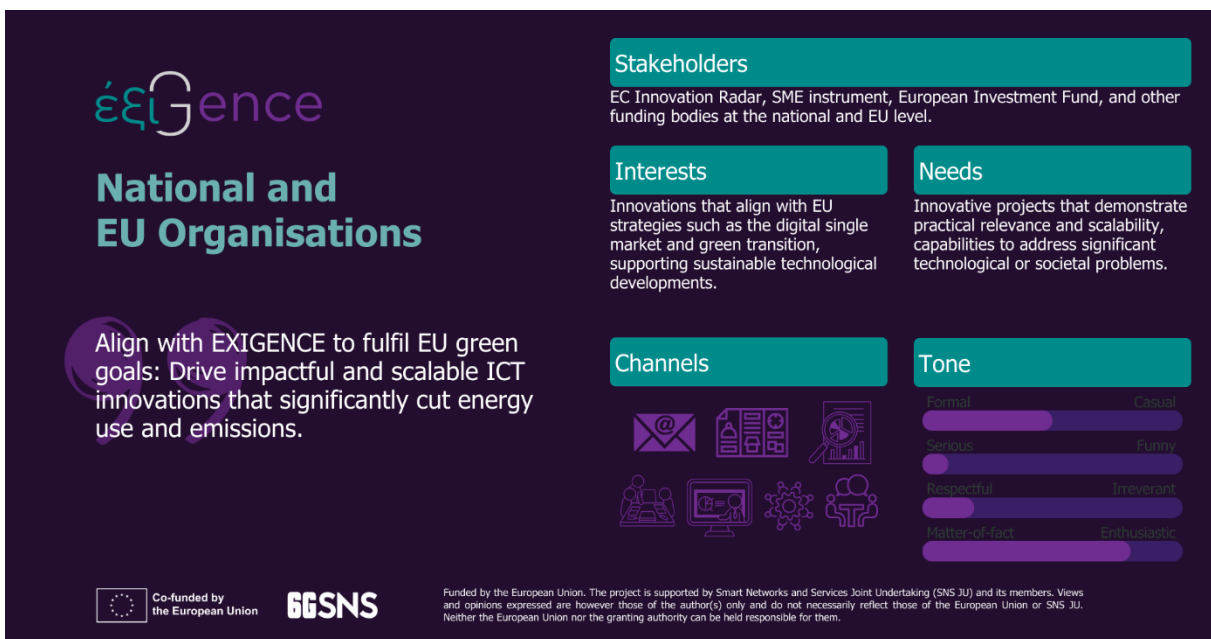 έξιGence
National and
EU Organisations
Align with EXIGENCE to fulfil EU green
goals: Drive impactful and scalable ICT
innovations that significantly cut energy
use and emissions.
Stakeholders
EC Innovation Radar, SME instrument, European Investment Fund, and other
funding bodies at the national and EU level.
Interests
Innovations that align with EU
strategies such as the digital single
market and green transition,
supporting sustainable technological
developments.
Needs
Innovative projects that demonstrate
practical relevance and scalability,
capabilities to address significant
technological or societal problems.
Channels
@
Tone
Formal Casual
Serious Funny
Respectful Irreverant
Matter-of-fact Enthusiastic
Co-funded by
the European Union
6GSNS
Funded by the European Union. The project is supported by Smart Networks and Services Joint Undertaking (SNS JU) and its members. Views
and opinions expressed are however those of the author(s) only and do not necessarily reflect those of the European Union or SNS JU.
Neither the European Union nor the granting authority can be held responsible for them.